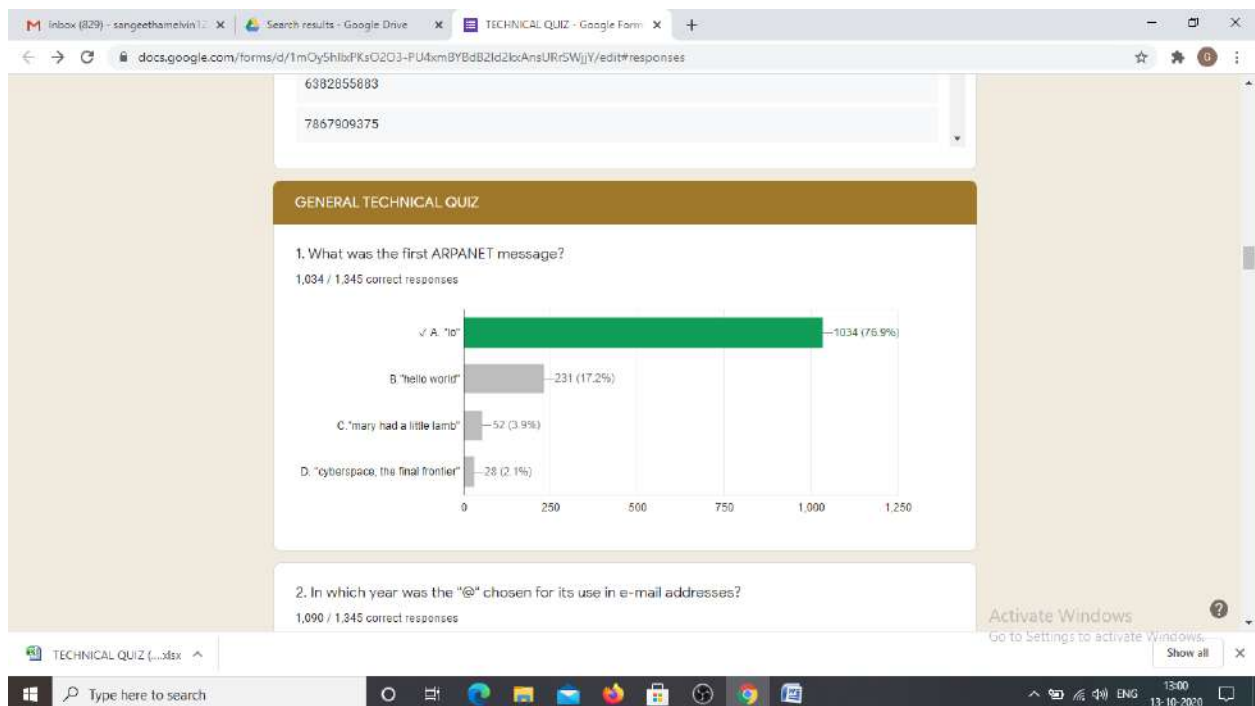 Inbox (829) - sangeethamelvin12
Search results - Google Drive
TECHNICAL QUIZ - Google Form
docs.google.com/forms/d/1mOy5hIbxPKsO2O3-PU4xmBYBdB2Id2kxAnsURrSWjjY/edit#responses
G
6382855883
7867909375
GENERAL TECHNICAL QUIZ
1. What was the first ARPANET message?
1,034 / 1,345 correct responses
✓ A. "lo"
1034 (76.9%)
B."hello world"
231 (17.2%)
C."mary had a little lamb"
52 (3.9%)
D. "cyberspace, the final frontier"
28 (2.1%)
0 250 500 750 1,000 1,250
2. In which year was the "@" chosen for its use in e-mail addresses?
1,090 / 1,345 correct responses
Activate Windows
Go to Settings to activate Windows.
TECHNICAL QUIZ (....xlsx
Show all
Type here to search
ENG
13:00
13-10-2020